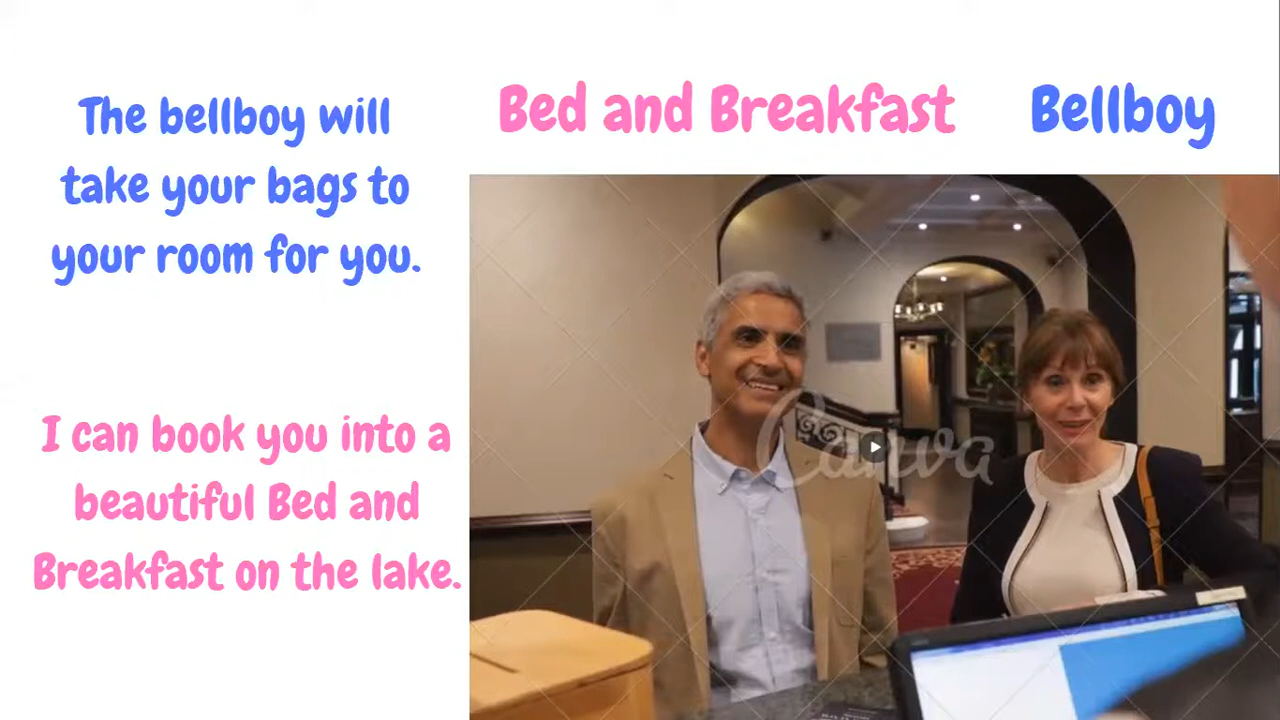 The bellboy will
take your bags to
your room for you.
I can book you into a
beautiful Bed and
Breakfast on the lake.
Bed and Breakfast
Bellboy
Canva